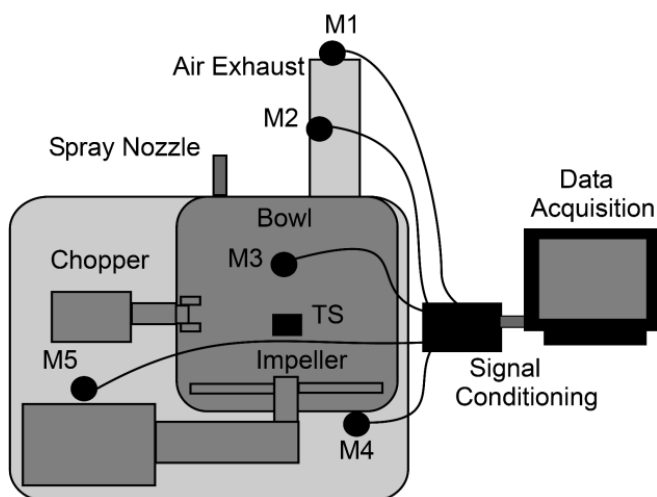 M1
Air Exhaust
M2
Spray Nozzle
Data
Acquisition
Bowl
Chopper
M3
TS
M5
Impeller
Signal
Conditioning
M4